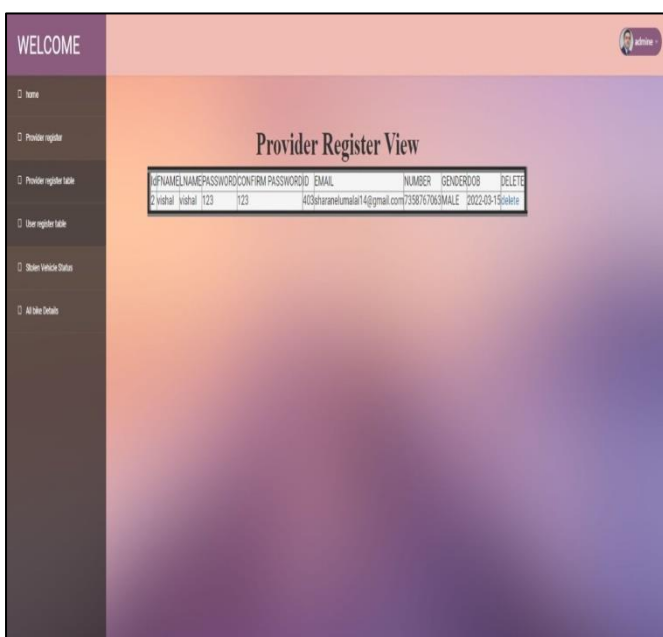 WELCOME
admine
home
Provider register
Provider register table
User register table
Stolen Vehicle Status
All bike Details
Provider Register View
Id FNAME LNAME PASSWORD CONFIRM PASSWORD ID EMAIL NUMBER GENDER DOB DELETE
2 vishal vishal 123 123 403 sharanelumalai14@gmail.com 7358767063 MALE 2022-03-15 delete